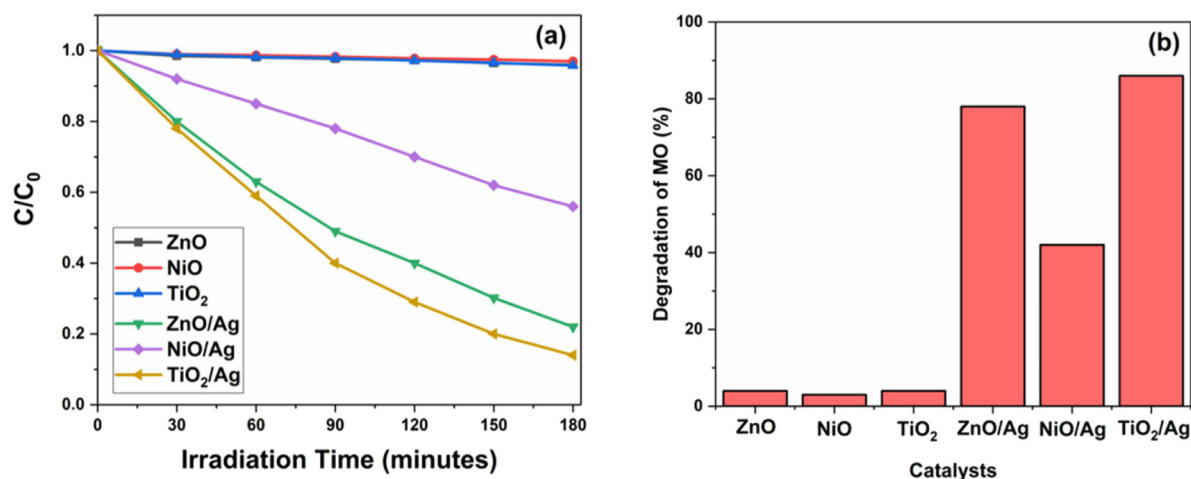 (a)
1.0
0.8
0.6
0.4
0.2
0.0
C/C₀
ZnO
NiO
TiO₂
ZnO/Ag
NiO/Ag
TiO₂/Ag
0 30 60 90 120 150 180
Irradiation Time (minutes)
(b)
100
80
60
40
20
0
Degradation of MO (%)
ZnO NiO TiO₂ ZnO/Ag NiO/Ag TiO₂/Ag
Catalysts